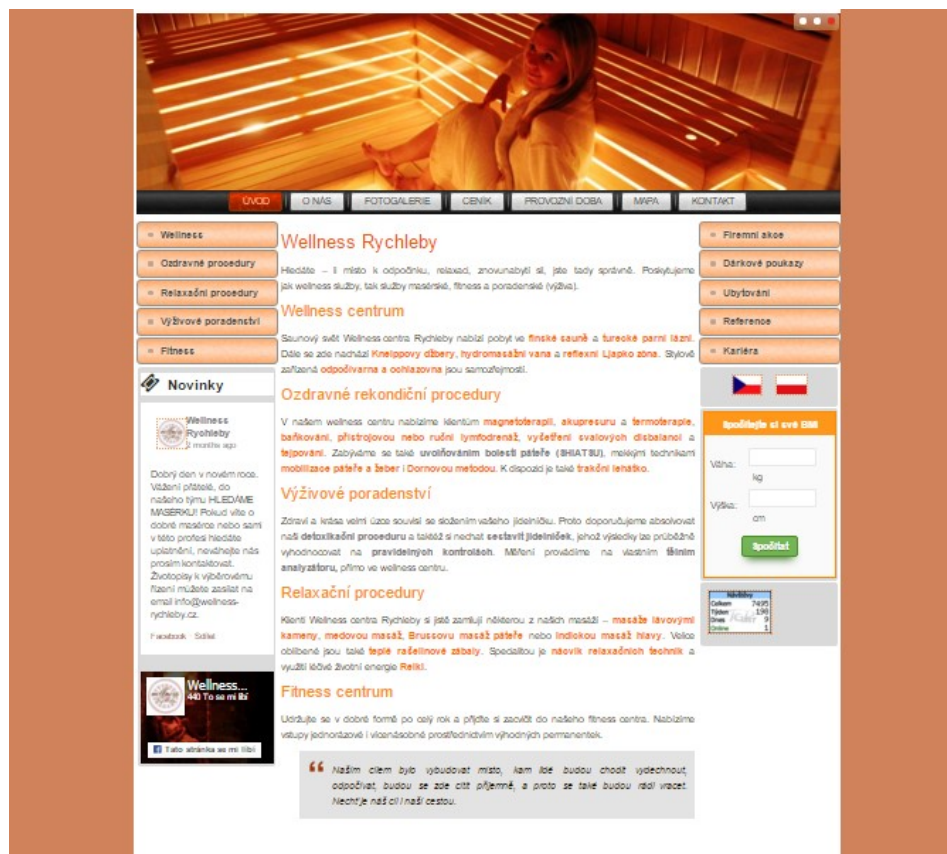 ÚVOD
O NÁS
FOTOGALERIE
CENÍK
PROVOZNÍ DOBA
MAPA
KONTAKT
Wellness
Ozdravné procedury
Relaxační procedury
Výživové poradenství
Fitness
Novinky
Wellness
Rychleby
2 months ago
Dobrý den v novém roce.
Vážení přátelé, do
našeho týmu HLEDÁME
MASÉRKU! Pokud víte o
dobré masérce nebo sami
v této profesi hledáte
uplatnění, neváhejte nás
prosím kontaktovat.
Životopisy k výběrovému
řízení můžete zasílat na
email info@wellness-
rychleby.cz.
Facebook Sdílet
Wellness...
440 To se mi líbí
Tato stránka se mi líbí
Wellness Rychleby
Hledáte – li místo k odpočinku, relaxaci, znovunabytí sil, jste tady správně. Poskytujeme
jak wellness služby, tak služby masérské, fitness a poradenské (výživa).
Wellness centrum
Saunový svět Wellness centra Rychleby nabízí pobyt ve finské sauně a turecké parní lázni.
Dále se zde nachází Kneippovy džbery, hydromasážní vana a reflexní Ljapko zóna. Stylově
zařízená odpočívárna a ochlazovna jsou samozřejmostí.
Ozdravné rekondiční procedury
V našem wellness centru nabízíme klientům magnetoterapii, akupresuru a termoterapie,
baňkování, přístrojovou nebo ruční lymfodrenáž, vyšetření svalových disbalancí a
tejpování. Zabýváme se také uvolňováním bolestí páteře (SHIATSU), mekkými technikami
mobilizace páteře a žeber i Dornovou metodou. K dispozici je také trakční lehátko.
Výživové poradenství
Zdraví a krása velmi úzce souvisí se složením vašeho jídelníčku. Proto doporučujeme absolvovat
naší detoxikační proceduru a taktéž si nechat sestavit jídelníček, jehož výsledky lze průběžně
vyhodnocovat na pravidelných kontrolách. Měření provádíme na vlastním tělním
analyzátoru, přímo ve wellness centru.
Relaxační procedury
Klienti Wellness centra Rychleby si jistě zamilují některou z našich masáží – masáže lávovými
kameny, medovou masáž, Brussovu masáž páteře nebo indickou masáž hlavy. Velice
oblíbené jsou také teplé rašelinové zábaly. Specialitou je nácvik relaxačních technik a
využití léčivé životní energie Reiki.
Fitness centrum
Udržujte se v dobré formě po celý rok a přijďte si zacvičit do našeho fitness centra. Nabízíme
vstupy jednorázové i vícenásobné prostřednictvím výhodných permanentek.
Naším cílem bylo vybudovat místo, kam lidé budou chodit vydechnout,
odpočívat, budou se zde cítit příjemně, a proto se také budou rádi vracet.
Nechť je náš cíl i naší cestou.
Firemní akce
Dárkové poukazy
Ubytování
Reference
Kariéra
Spočítejte si své BMI
Váha:
kg
Výška:
cm
Spočítat
Návštěvy
Celkem 7495
Týden 198
Dnes 9
Online 1